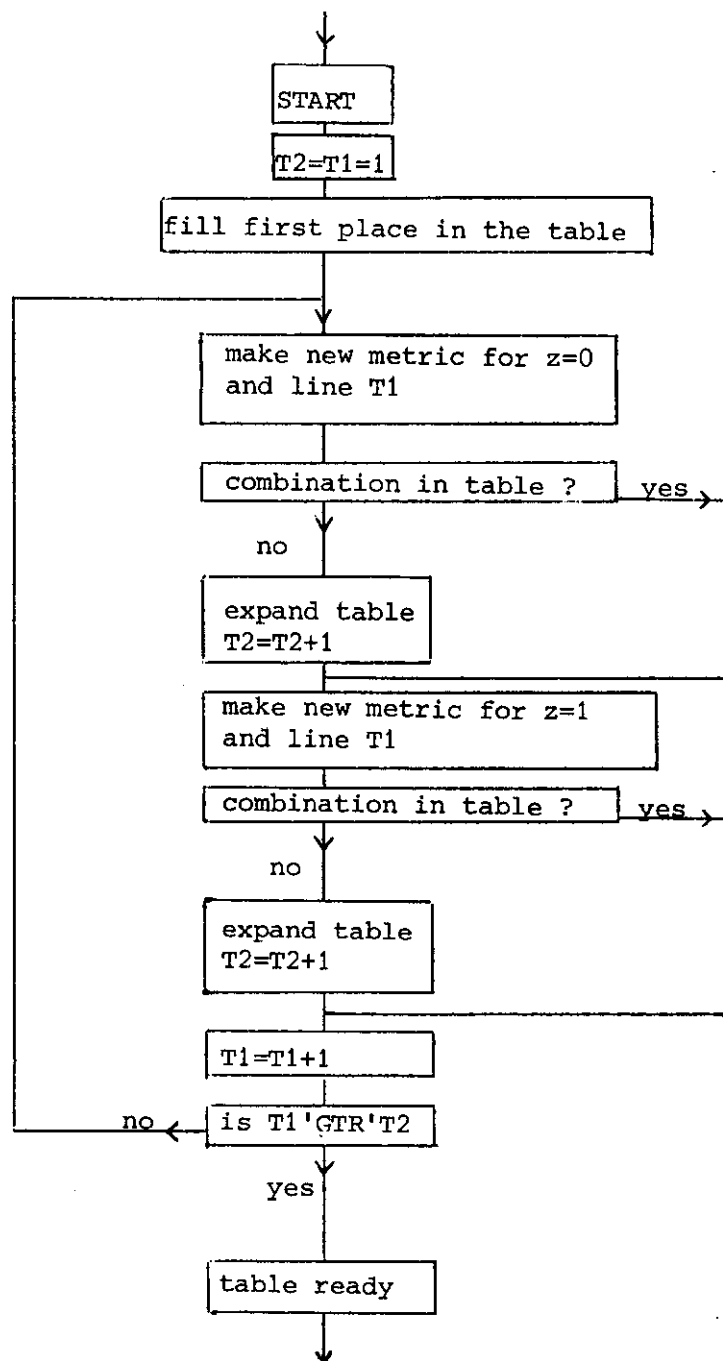 START
T2=T1=1
fill first place in the table
make new metric for z=0
and line T1
combination in table ?
yes
no
expand table
T2=T2+1
make new metric for z=1
and line T1
combination in table ?
yes
no
expand table
T2=T2+1
T1=T1+1
no
is T1'GTR'T2
yes
table ready